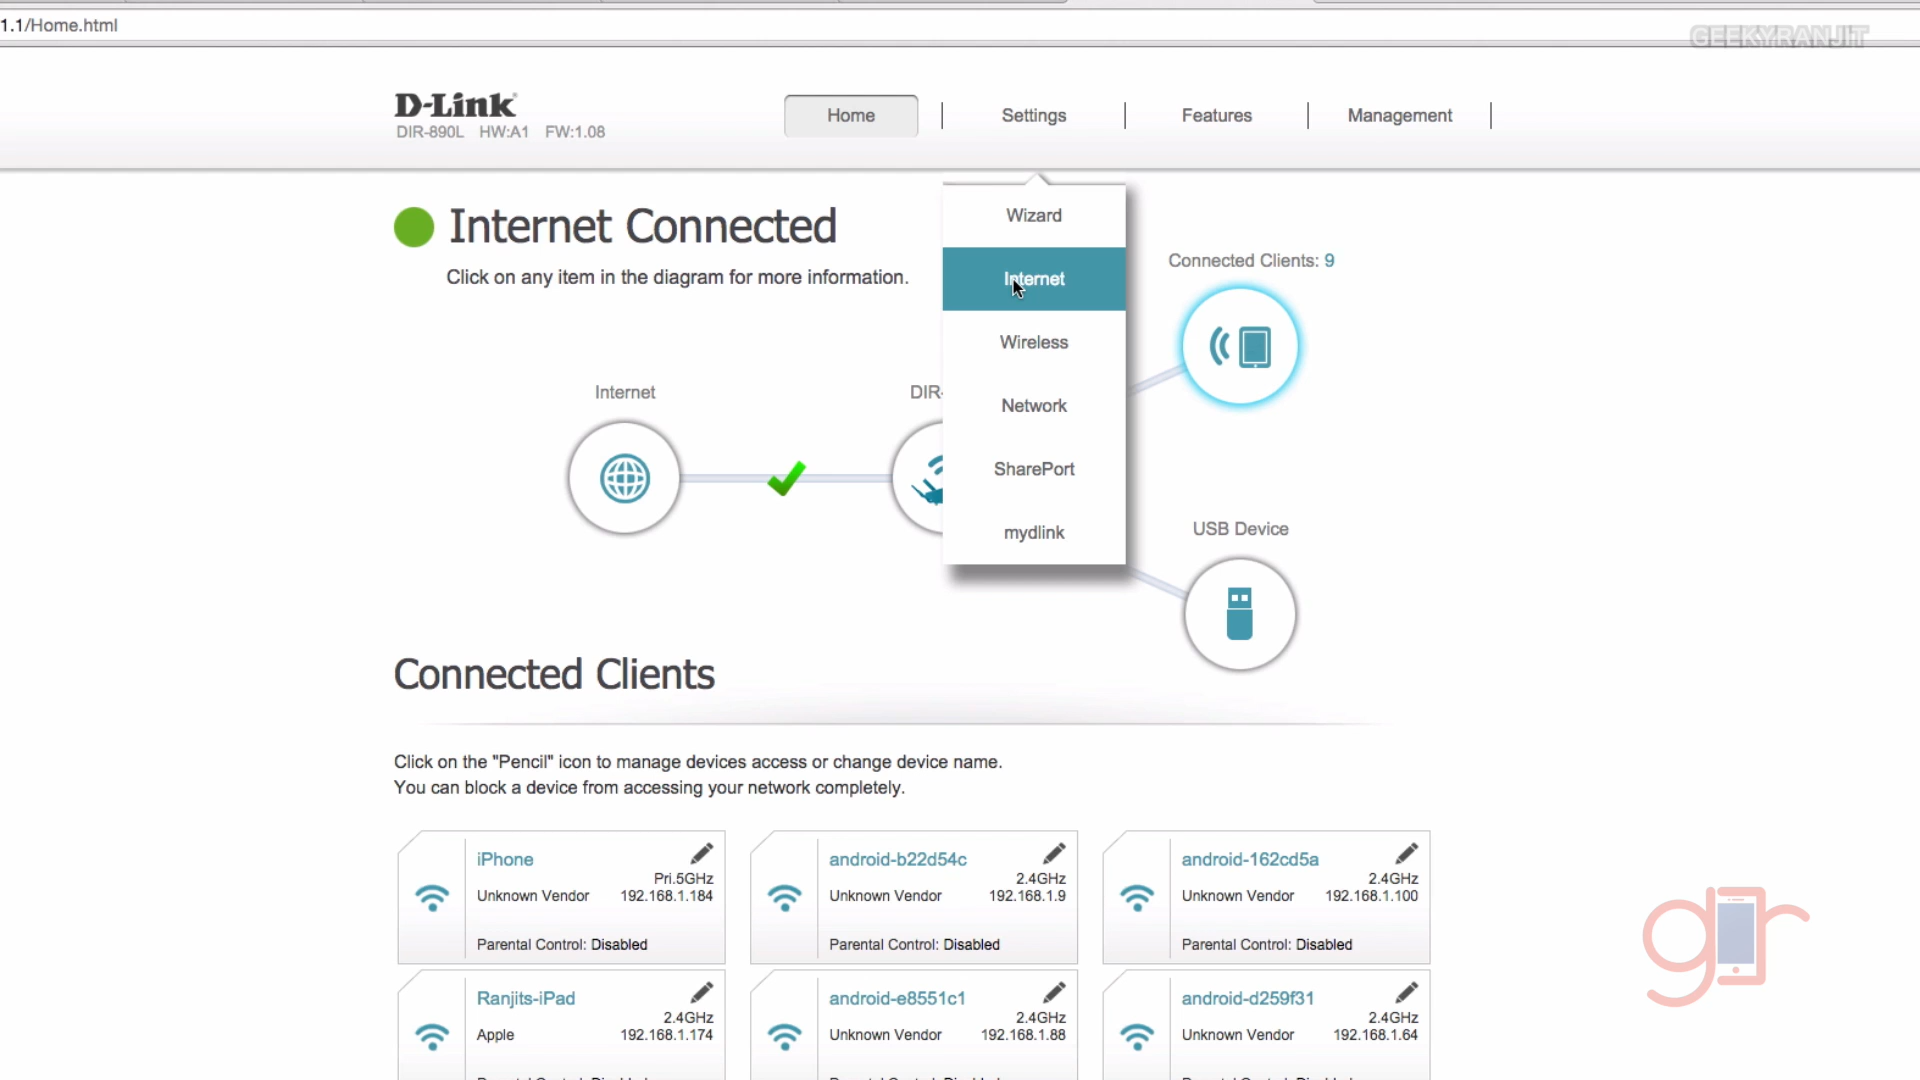 1.1/Home.html
GEEKYRANJIT
D-Link
DIR-890L HW:A1 FW:1.08
Home
Settings
Features
Management
Internet Connected
Click on any item in the diagram for more information.
Wizard
Internet
Wireless
Network
SharePort
mydlink
Connected Clients: 9
Internet
DIR-
USB Device
Connected Clients
Click on the "Pencil" icon to manage devices access or change device name.
You can block a device from accessing your network completely.
iPhone
Pri.5GHz
Unknown Vendor 192.168.1.184
Parental Control: Disabled
android-b22d54c
2.4GHz
Unknown Vendor 192.168.1.9
Parental Control: Disabled
android-162cd5a
2.4GHz
Unknown Vendor 192.168.1.100
Parental Control: Disabled
Ranjits-iPad
2.4GHz
Apple 192.168.1.174
android-e8551c1
2.4GHz
Unknown Vendor 192.168.1.88
android-d259f31
2.4GHz
Unknown Vendor 192.168.1.64
gr